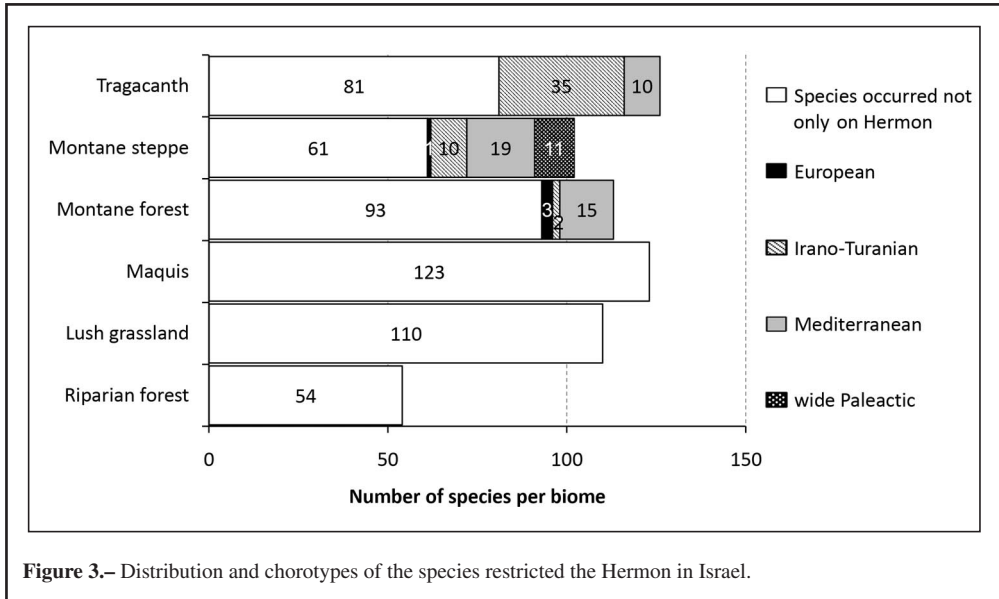 Tragacanth 81 35 10
Montane steppe 61 1 10 19 11
Montane forest 93 3 2 15
Maquis 123
Lush grassland 110
Riparian forest 54
0 50 100 150
Number of species per biome
Species occurred not
only on Hermon
European
Irano-Turanian
Mediterranean
wide Paleactic
Figure 3.– Distribution and chorotypes of the species restricted the Hermon in Israel.